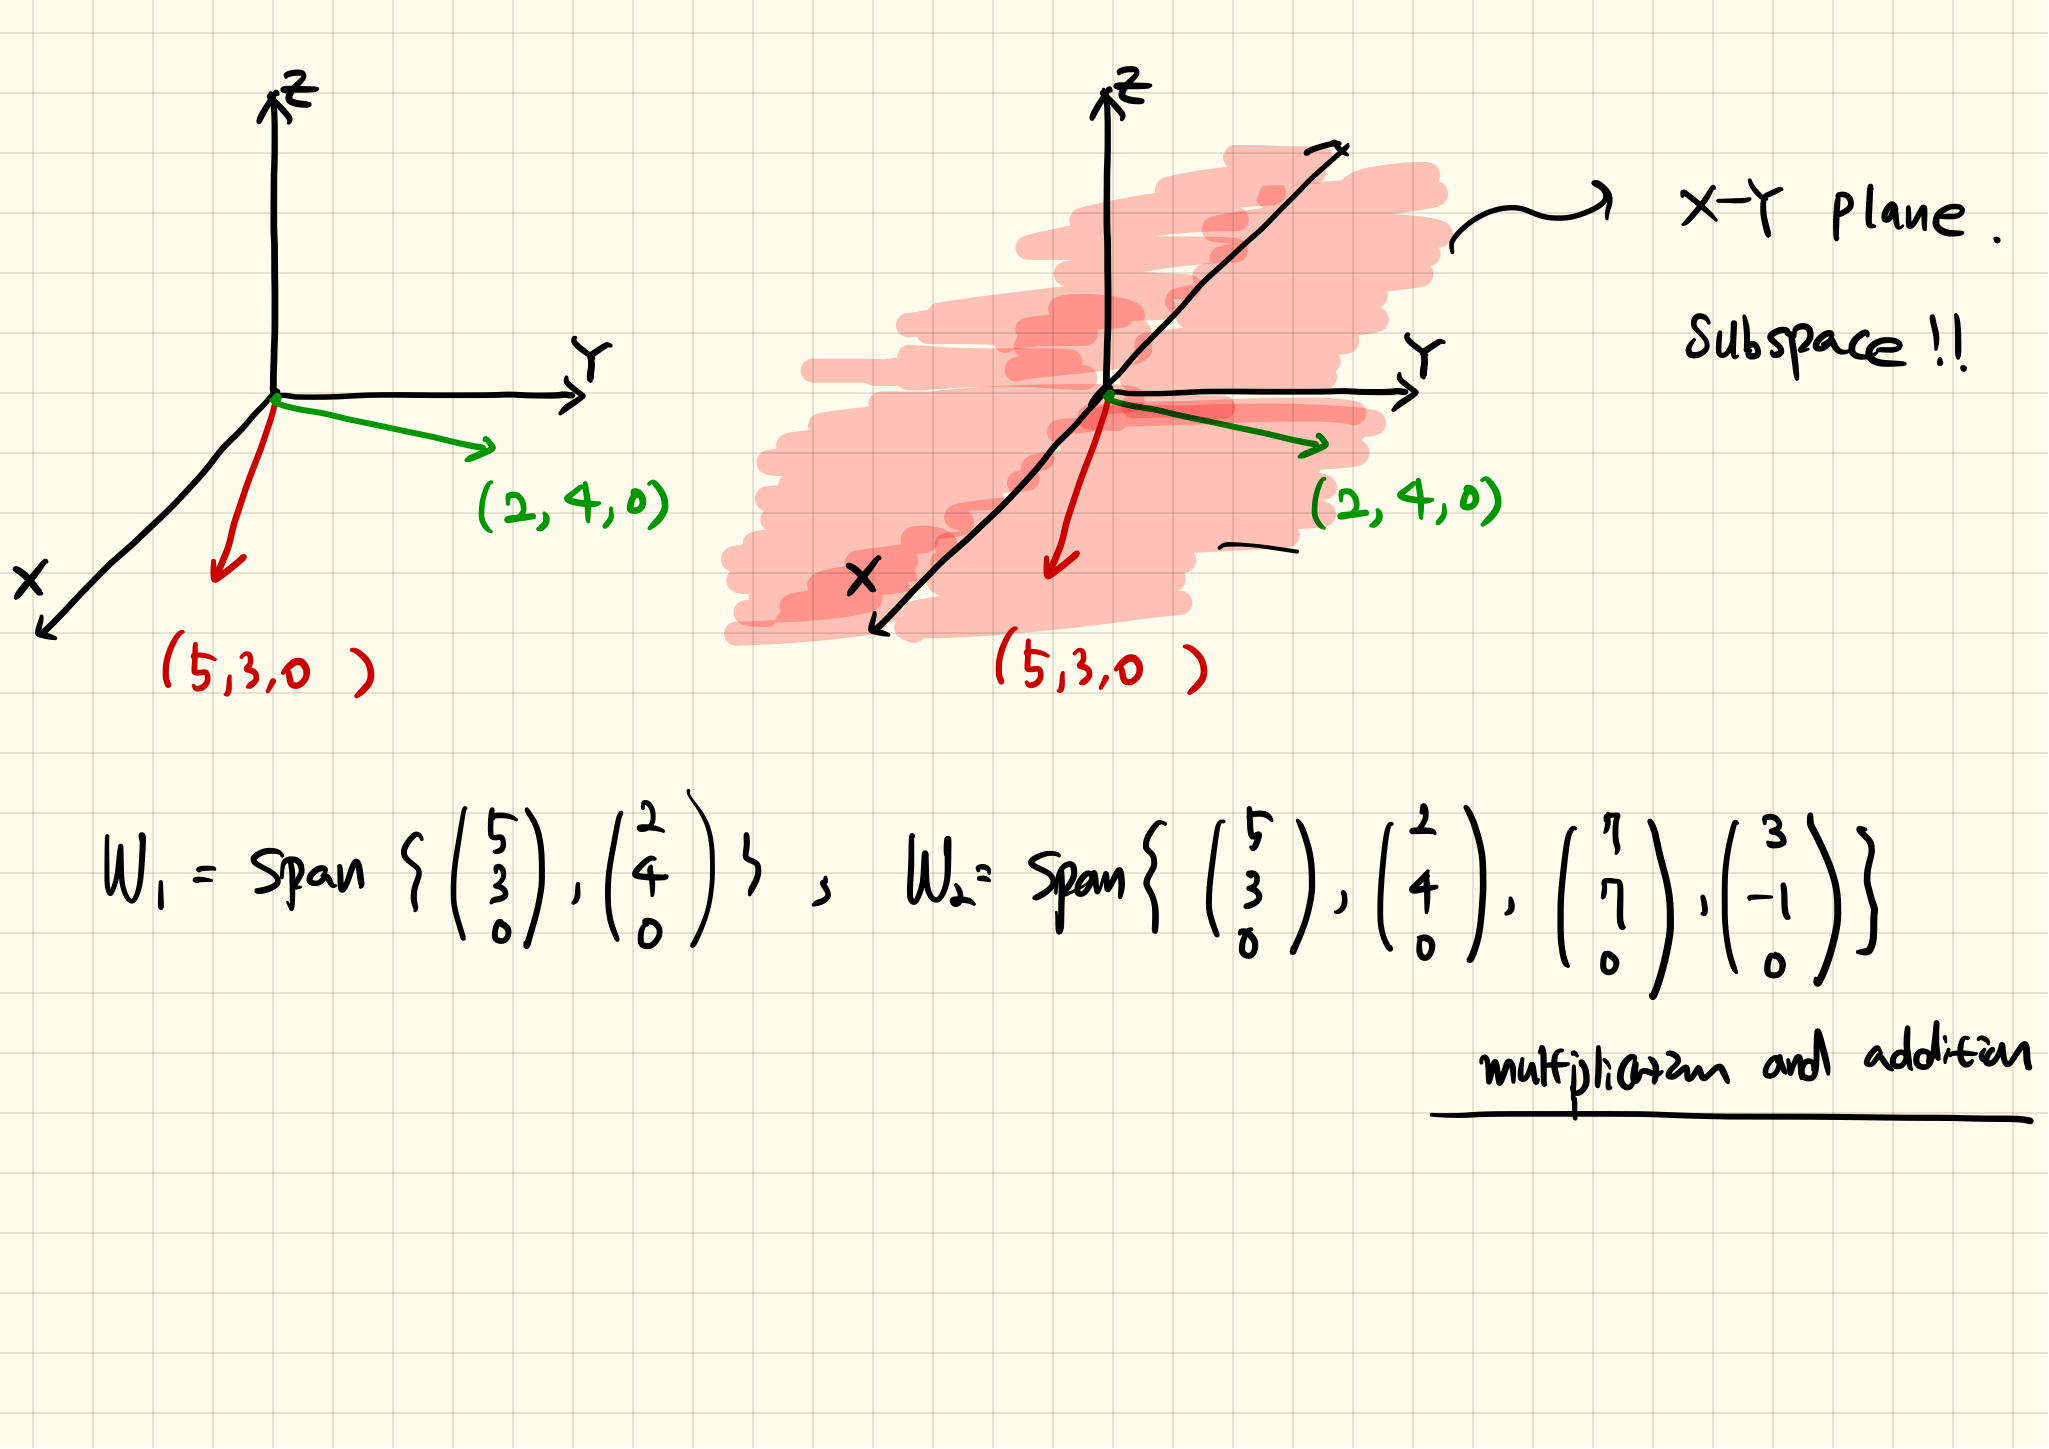 Z
Y
X
(2,4,0)
(5,3,0 )
Z
Y
X
(2,4,0)
(5,3,0 )
X-Y plane.
Subspace!!
W₁ = Span { (5 3 0), (2 4 0) } , W₂ = Span{ (5 3 0), (2 4 0), (7 7 0), (3 -1 0) }
multiplication and addition